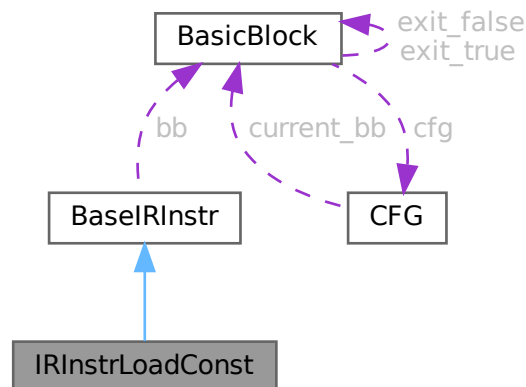 BasicBlock
exit_false
exit_true
bb
current_bb
cfg
BaseIRInstr
CFG
IRInstrLoadConst